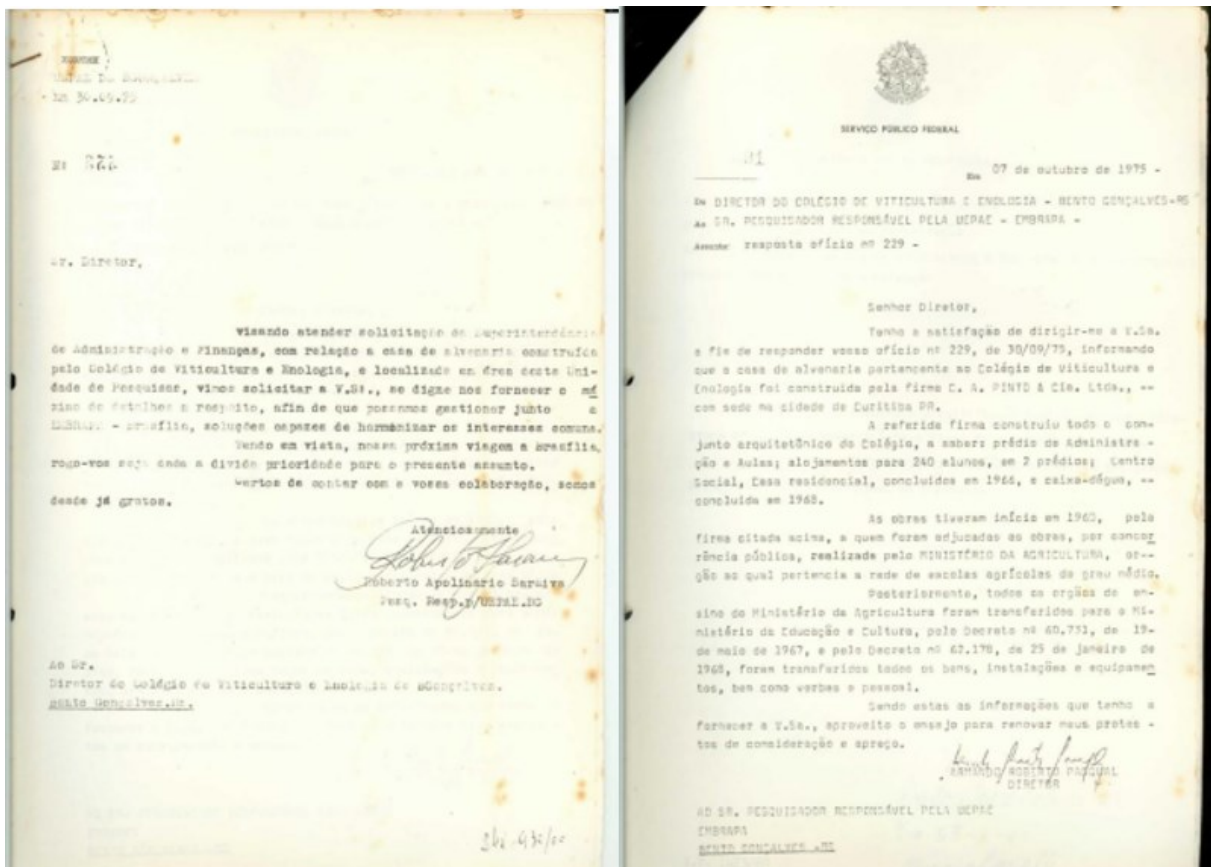 Em 30.09.75
Nº
Sr. Diretor,
visando atender solicitação da Superintendência
de Administração e Finanças, com relação a casa de alvenaria construída
pelo Colégio de Viticultura e Enologia, e localizada em área desta Uni-
dade de Pesquisas, vimos solicitar a V.Sa., se digne nos fornecer o má
ximo de detalhes a respeito, afim de que possamos gestionar junto a
EMBRAPA - Brasília, soluções capazes de harmonizar os interesses comuns.
Tendo em vista, nossa próxima viagem a Brasília,
rogo-vos seja dada a divida prioridade para o presente assunto.
Certos de contar com a vossa colaboração, somos
desde já gratos.
Atenciosamente
Roberto Apolinario Saraiva
Pesq. Resp.p/UEPAE.BG
Ao Dr.
Diretor do Colégio de Viticultura e Enologia de BGonçalves.
Bento Gonçalves.RS.
SERVIÇO PÚBLICO FEDERAL
Em 07 de outubro de 1975 -
Do DIRETOR DO COLÉGIO DE VITICULTURA E ENOLOGIA - BENTO GONÇALVES-RS
Ao SR. PESQUISADOR RESPONSÁVEL PELA UEPAE - EMBRAPA -
Assunto: resposta ofício nº 229 -
Senhor Diretor,
Tenho a satisfação de dirigir-me a V.Sa.
a fim de responder vosso ofício nº 229, de 30/09/75, informando
que a casa de alvenaria pertencente ao Colégio de Viticultura e
Enologia foi construida pela firma C. A. PINTO & Cia. Ltda., --
com sede na cidade de Curitiba PR.
A referida firma construiu todo o con-
junto arquitetônico do Colégio, a saber: prédio da Administra -
ção e Aulas; alojamentos para 240 alunos, em 2 prédios; Centro
Social, Casa residencial, concluidos em 1966, e caixa-dágua, --
concluida em 1968.
As obras tiveram início em 1960, pela
firma citada acima, a quem foram adjucadas as obras, por concor
rência pública, realizada pelo MINISTÉRIO DA AGRICULTURA, or--
gão ao qual pertencia a rede de escolas agrícolas de grau médio.
Posteriormente, todos os orgãos de en-
sino do Ministério da Agricultura foram transferidos para o Mi-
nistério da Educação e Cultura, pelo Decreto nº 60.731, de 19-
de maio de 1967, e pelo Decreto nº 62.178, de 25 de janeiro de
1968, foram transferidos todos os bens, instalações e equipamen
tos, bem como verbas e pessoal.
Sendo estas as informações que tenho a
fornecer a V.Sa., aproveito o ensejo para renovar meus protes -
tos de consideração e apreço.
ARMANDO ROBERTO PASQUAL
DIRETOR
AO SR. PESQUISADOR RESPONSÁVEL PELA UEPAE
EMBRAPA
BENTO GONÇALVES .RS